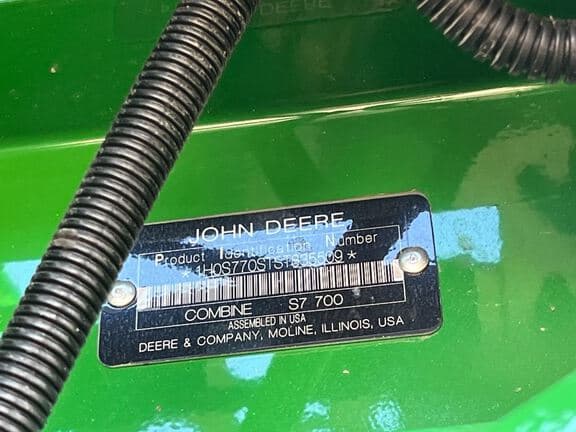 JOHN DEERE
Product Identification Number
COMBINE S7 700
ASSEMBLED IN USA
DEERE & COMPANY, MOLINE, ILLINOIS, USA